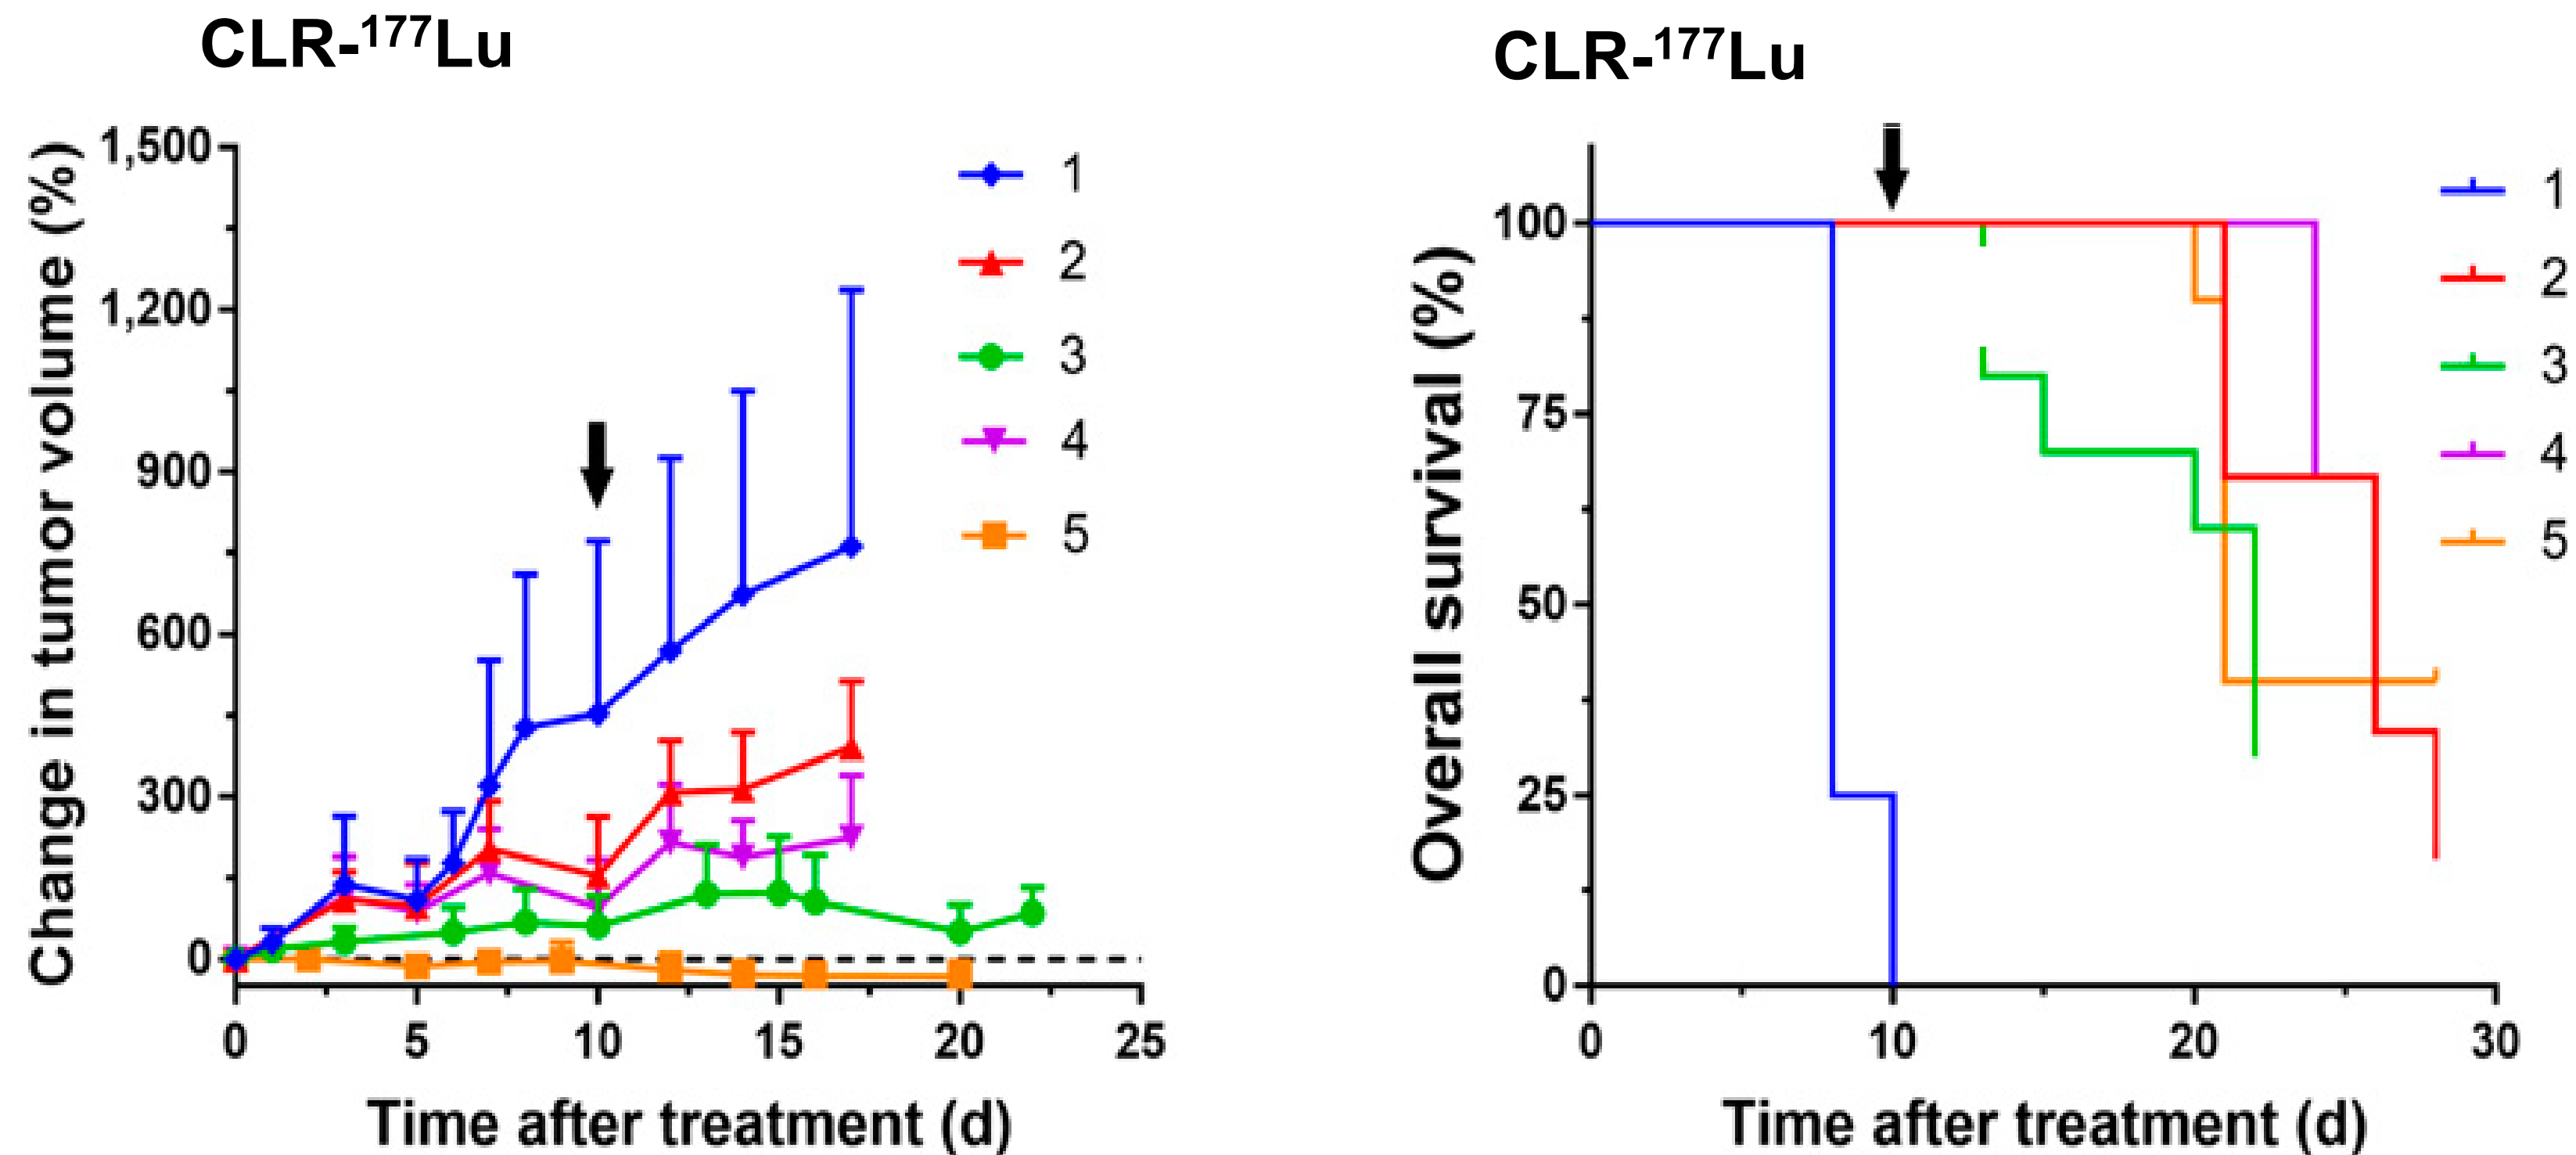 CLR-¹⁷⁷Lu
Change in tumor volume (%)
1,500
1,200
900
600
300
0
0 5 10 15 20 25
Time after treatment (d)
1
2
3
4
5
CLR-¹⁷⁷Lu
Overall survival (%)
100
75
50
25
0
0 10 20 30
Time after treatment (d)
1
2
3
4
5